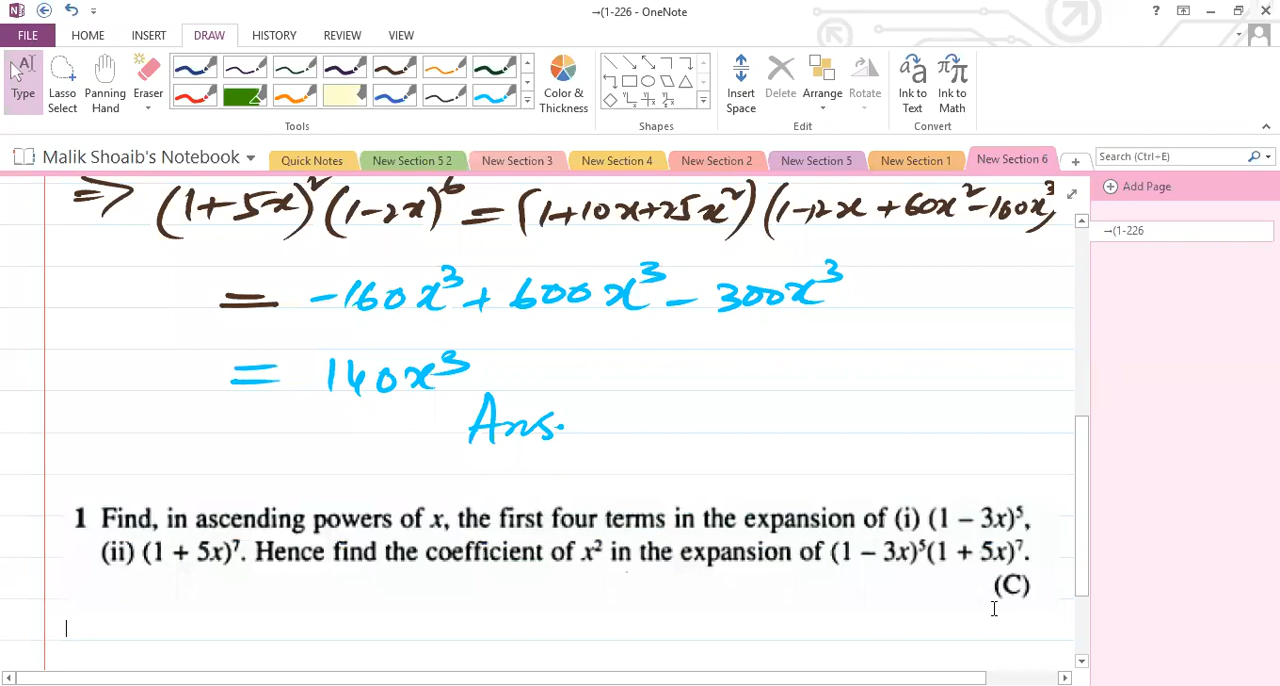 →(1-226 - OneNote
FILE HOME INSERT DRAW HISTORY REVIEW VIEW
Type Lasso Select Panning Hand Eraser Color & Thickness Insert Space Delete Arrange Rotate Ink to Text Ink to Math
Tools Shapes Edit Convert
Malik Shoaib's Notebook Quick Notes New Section 5 2 New Section 3 New Section 4 New Section 2 New Section 5 New Section 1 New Section 6 Search (Ctrl+E)
Add Page
→(1-226
=> (1+5x)² (1-2x)⁶ = (1+10x+25x²) (1-12x + 60x² - 160x³
= -160x³ + 600x³ - 300x³
= 140x³
Ans.
1 Find, in ascending powers of x, the first four terms in the expansion of (i) (1 – 3x)⁵,
(ii) (1 + 5x)⁷. Hence find the coefficient of x² in the expansion of (1 – 3x)⁵(1 + 5x)⁷.
(C)